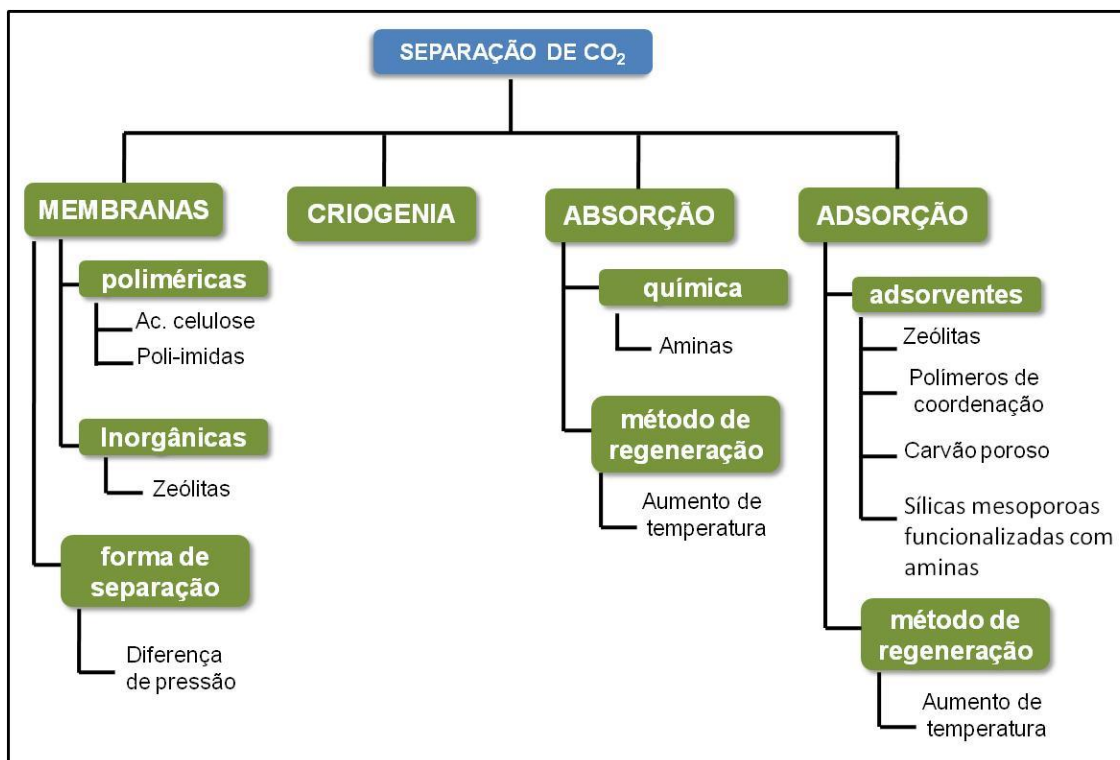 SEPARAÇÃO DE CO₂
MEMBRANAS
poliméricas
Ac. celulose
Poli-imidas
Inorgânicas
Zeólitas
forma de
separação
Diferença
de pressão
CRIOGENIA
ABSORÇÃO
química
Aminas
método de
regeneração
Aumento de
temperatura
ADSORÇÃO
adsorventes
Zeólitas
Polímeros de
coordenação
Carvão poroso
Sílicas mesoporoas
funcionalizadas com
aminas
método de
regeneração
Aumento de
temperatura